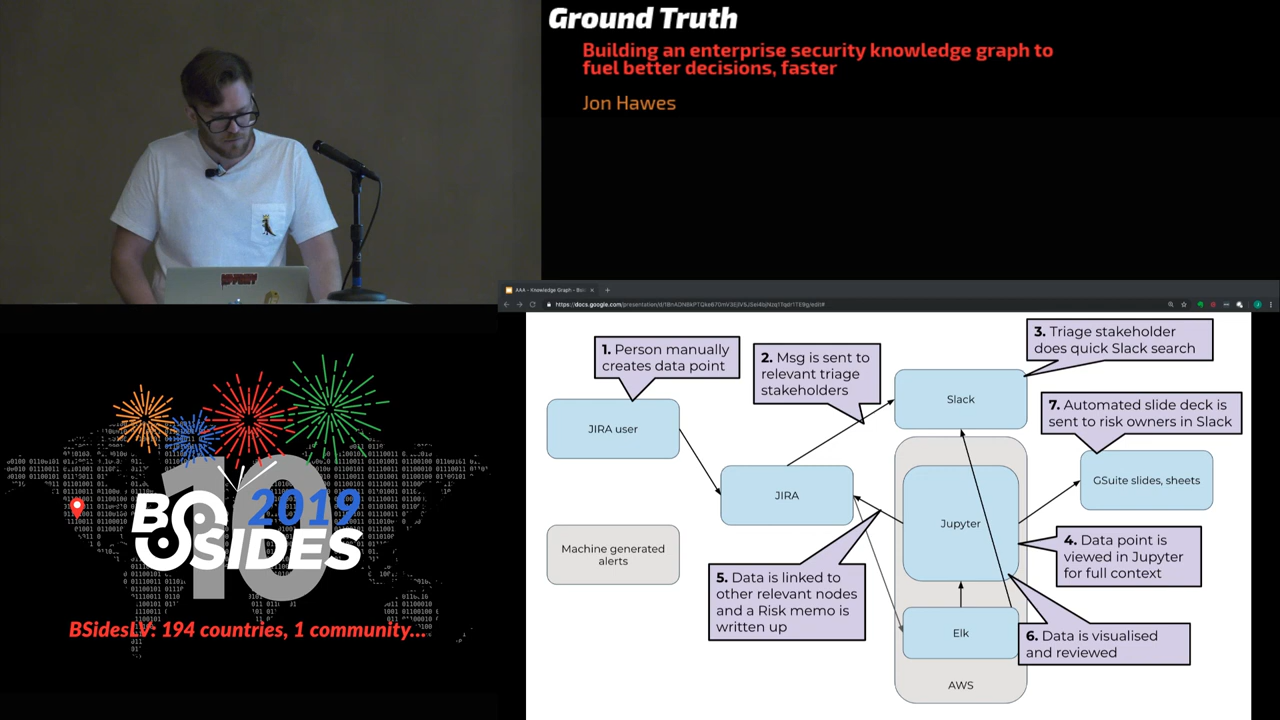 Ground Truth
Building an enterprise security knowledge graph to
fuel better decisions, faster
Jon Hawes
1. Person manually
creates data point
2. Msg is sent to
relevant triage
stakeholders
3. Triage stakeholder
does quick Slack search
7. Automated slide deck is
sent to risk owners in Slack
JIRA user
Slack
JIRA
Jupyter
GSuite slides, sheets
Machine generated
alerts
4. Data point is
viewed in Jupyter
for full context
5. Data is linked to
other relevant nodes
and a Risk memo is
written up
Elk
6. Data is visualised
and reviewed
AWS
10
BSIDES
2019
BSidesLV: 194 countries, 1 community...